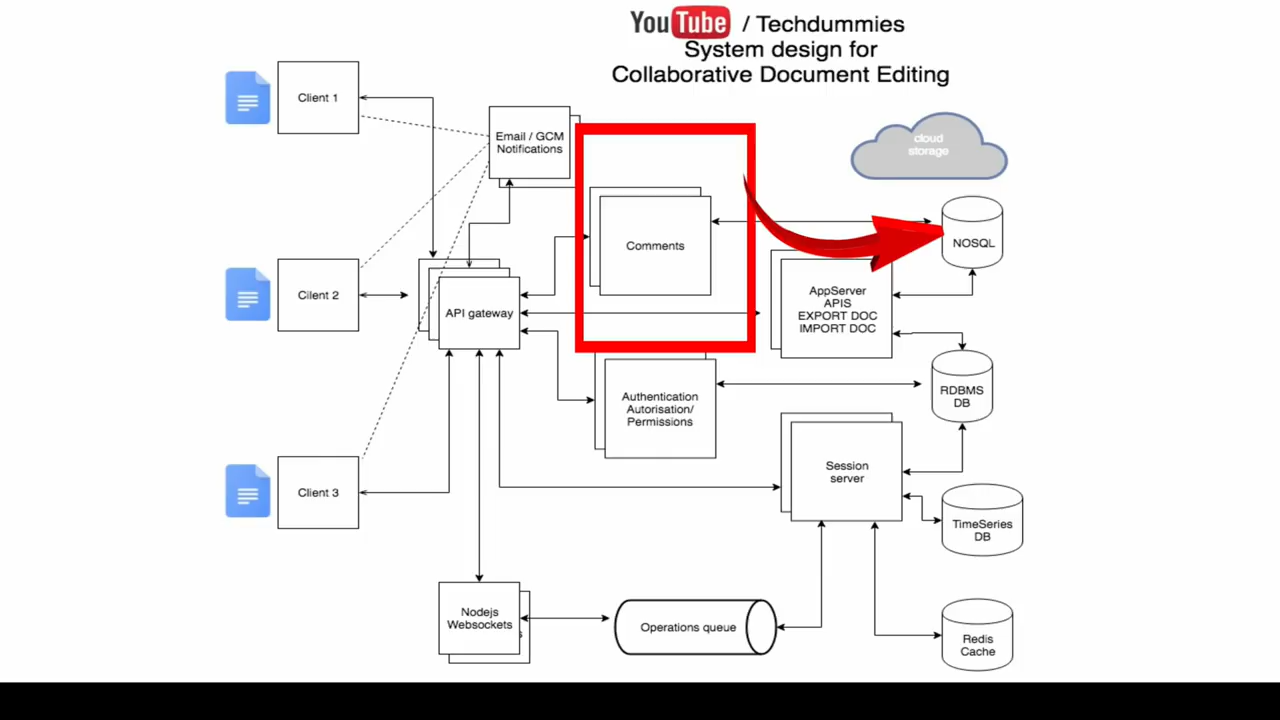 YouTube / Techdummies
System design for
Collaborative Document Editing
Client 1
Email / GCM
Notifications
cloud
storage
Comments
NOSQL
Cilent 2
API gateway
AppServer
APIS
EXPORT DOC
IMPORT DOC
Authentication
Autorisation/
Permissions
RDBMS
DB
Client 3
Session
server
TimeSeries
DB
Nodejs
Websockets
s
Operations queue
Redis
Cache